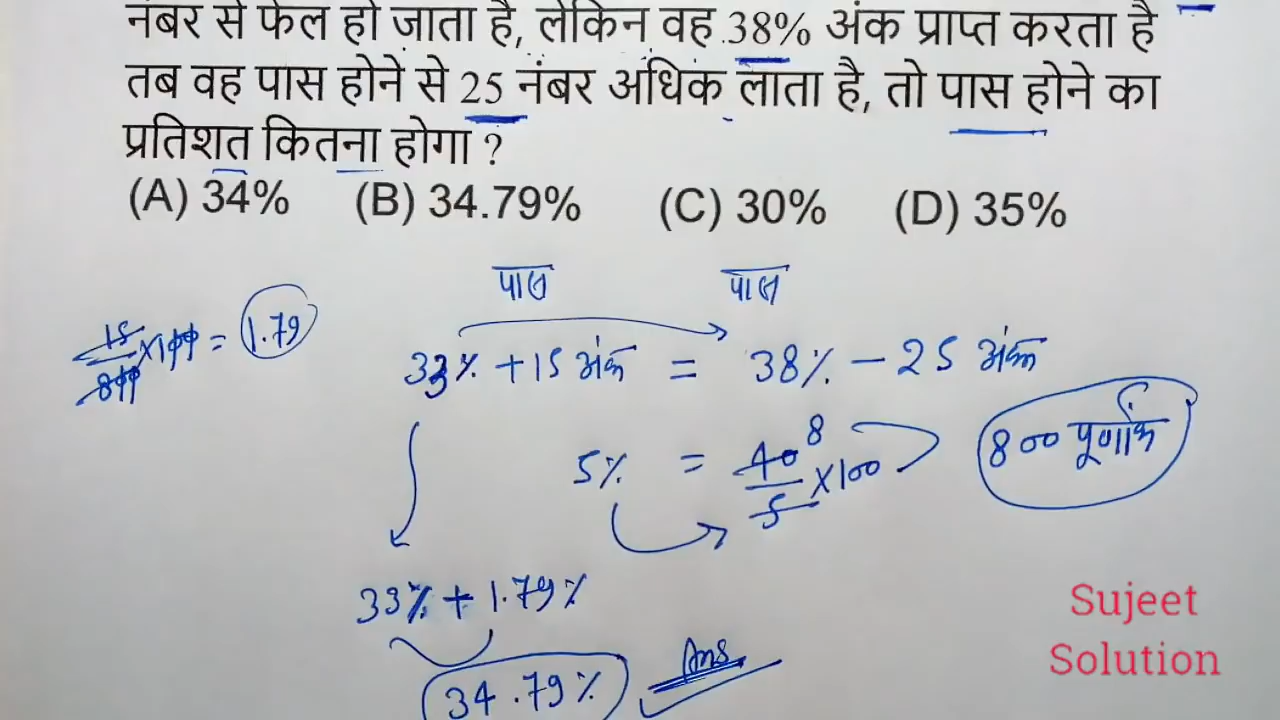 नंबर से फेल हो जाता है, लेकिन वह 38% अंक प्राप्त करता है
तब वह पास होने से 25 नंबर अधिक लाता है, तो पास होने का
प्रतिशत कितना होगा ?
(A) 34% (B) 34.79% (C) 30% (D) 35%
पास पास
15/800 ×100 = 1.79
33% + 15 अंक = 38% – 25 अंक
5% = 40/5 ×100 8
800 पूर्णांक
33% + 1.79%
34.79% Ans
Sujeet
Solution